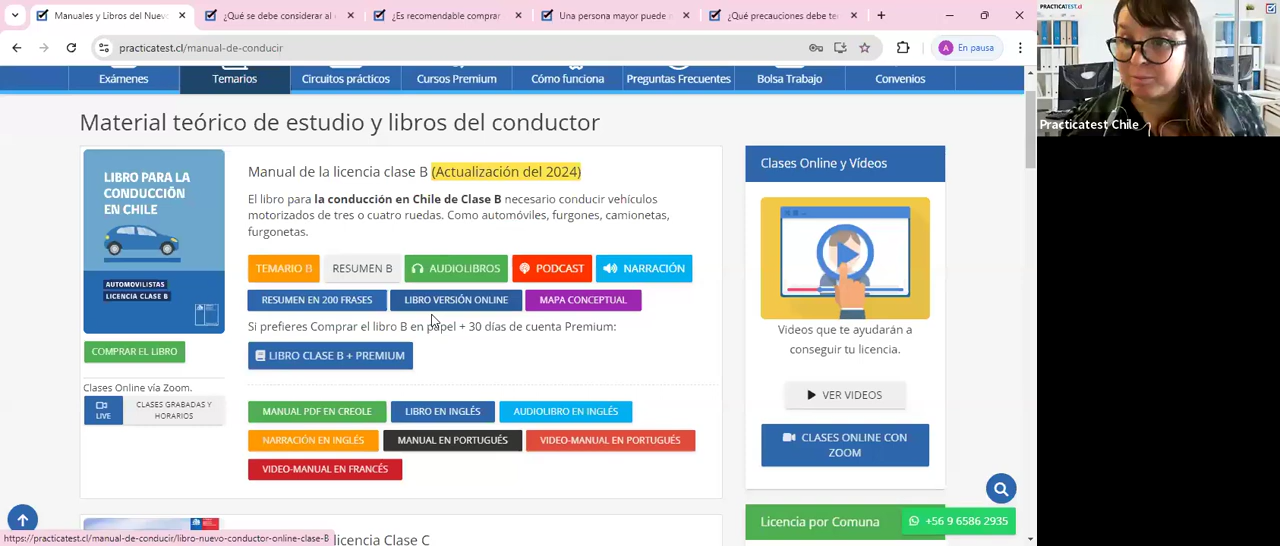 Manuales y Libros del Nuevo
¿Qué se debe considerar al
¿Es recomendable comprar
Una persona mayor puede
¿Qué precauciones debe te
practicatest.cl/manual-de-conducir
A
En pausa
PRACTICATEST.cl
Exámenes
Temarios
Circuitos prácticos
Cursos Premium
Cómo funciona
Preguntas Frecuentes
Bolsa Trabajo
Convenios
Practicatest Chile
Material teórico de estudio y libros del conductor
LIBRO PARA LA
CONDUCCIÓN
EN CHILE
AUTOMOVILISTAS
LICENCIA CLASE B
COMPRAR EL LIBRO
Clases Online vía Zoom.
LIVE
CLASES GRABADAS Y
HORARIOS
Manual de la licencia clase B (Actualización del 2024)
El libro para la conducción en Chile de Clase B necesario conducir vehículos
motorizados de tres o cuatro ruedas. Como automóviles, furgones, camionetas,
furgonetas.
TEMARIO B
RESUMEN B
AUDIOLIBROS
PODCAST
NARRACIÓN
RESUMEN EN 200 FRASES
LIBRO VERSIÓN ONLINE
MAPA CONCEPTUAL
Si prefieres Comprar el libro B en papel + 30 días de cuenta Premium:
LIBRO CLASE B + PREMIUM
MANUAL PDF EN CREOLE
LIBRO EN INGLÉS
AUDIOLIBRO EN INGLÉS
NARRACIÓN EN INGLÉS
MANUAL EN PORTUGUÉS
VIDEO-MANUAL EN PORTUGUÉS
VIDEO-MANUAL EN FRANCÉS
licencia Clase C
Clases Online y Vídeos
Videos que te ayudarán a
conseguir tu licencia.
VER VIDEOS
CLASES ONLINE CON
ZOOM
Licencia por Comuna
+56 9 6586 2935
https://practicatest.cl/manual-de-conducir/libro-nuevo-conductor-online-clase-B